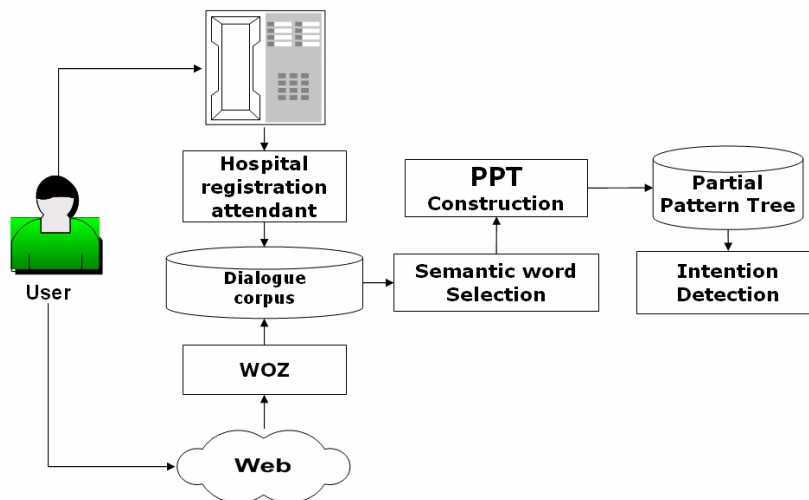 Hospital
registration
attendant
PPT
Construction
Partial
Pattern Tree
User
Dialogue
corpus
Semantic word
Selection
Intention
Detection
WOZ
Web